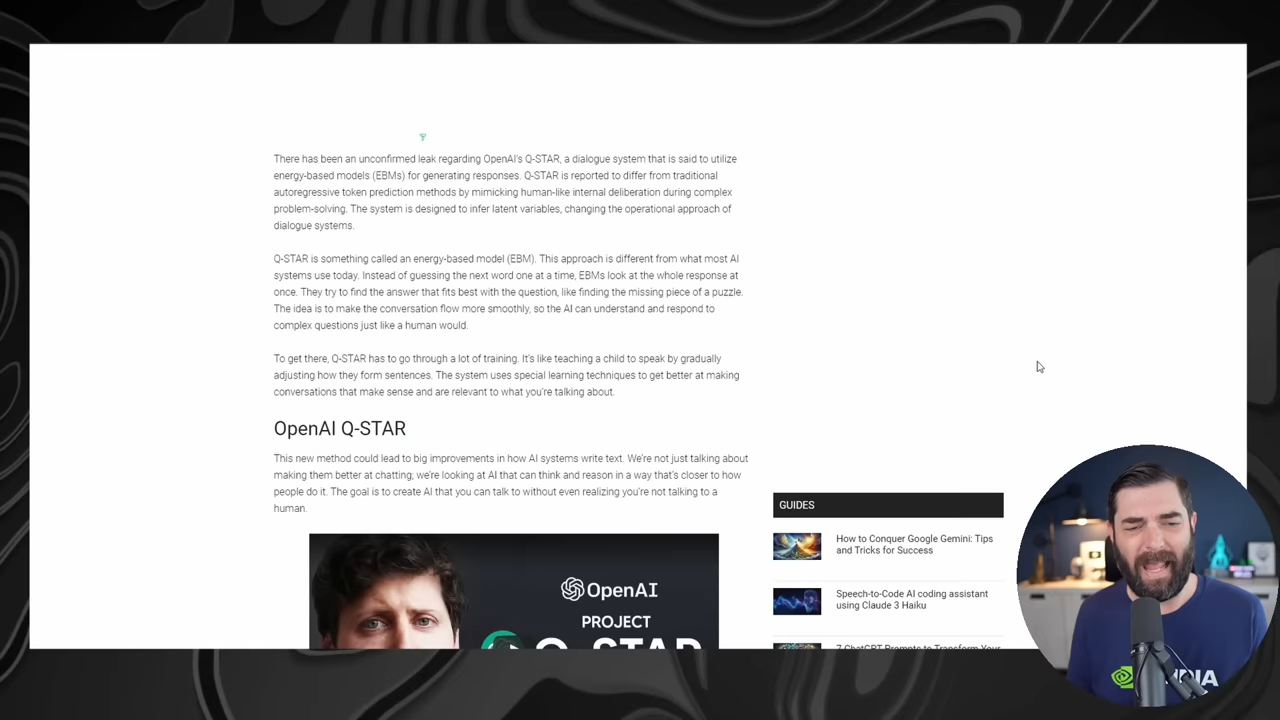 There has been an unconfirmed leak regarding OpenAI's Q-STAR, a dialogue system that is said to utilize
energy-based models (EBMs) for generating responses. Q-STAR is reported to differ from traditional
autoregressive token prediction methods by mimicking human-like internal deliberation during complex
problem-solving. The system is designed to infer latent variables, changing the operational approach of
dialogue systems.
Q-STAR is something called an energy-based model (EBM). This approach is different from what most AI
systems use today. Instead of guessing the next word one at a time, EBMs look at the whole response at
once. They try to find the answer that fits best with the question, like finding the missing piece of a puzzle.
The idea is to make the conversation flow more smoothly, so the AI can understand and respond to
complex questions just like a human would.
To get there, Q-STAR has to go through a lot of training. It's like teaching a child to speak by gradually
adjusting how they form sentences. The system uses special learning techniques to get better at making
conversations that make sense and are relevant to what you're talking about.
OpenAI Q-STAR
This new method could lead to big improvements in how AI systems write text. We're not just talking about
making them better at chatting; we're looking at AI that can think and reason in a way that's closer to how
people do it. The goal is to create AI that you can talk to without even realizing you're not talking to a
human.
OpenAI
PROJECT
Q-STAR
GUIDES
How to Conquer Google Gemini: Tips
and Tricks for Success
Speech-to-Code AI coding assistant
using Claude 3 Haiku
7 ChatGPT Prompts to Transform Your